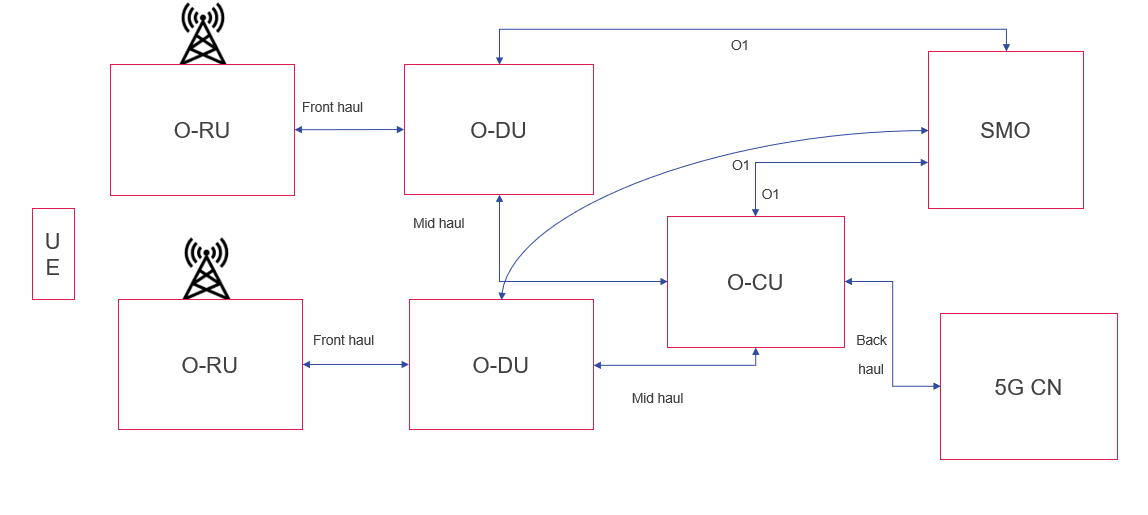 O1
Front haul
O-RU
O-DU
SMO
O1
O1
Mid haul
U
E
O-CU
Front haul
Back
haul
O-RU
O-DU
5G CN
Mid haul